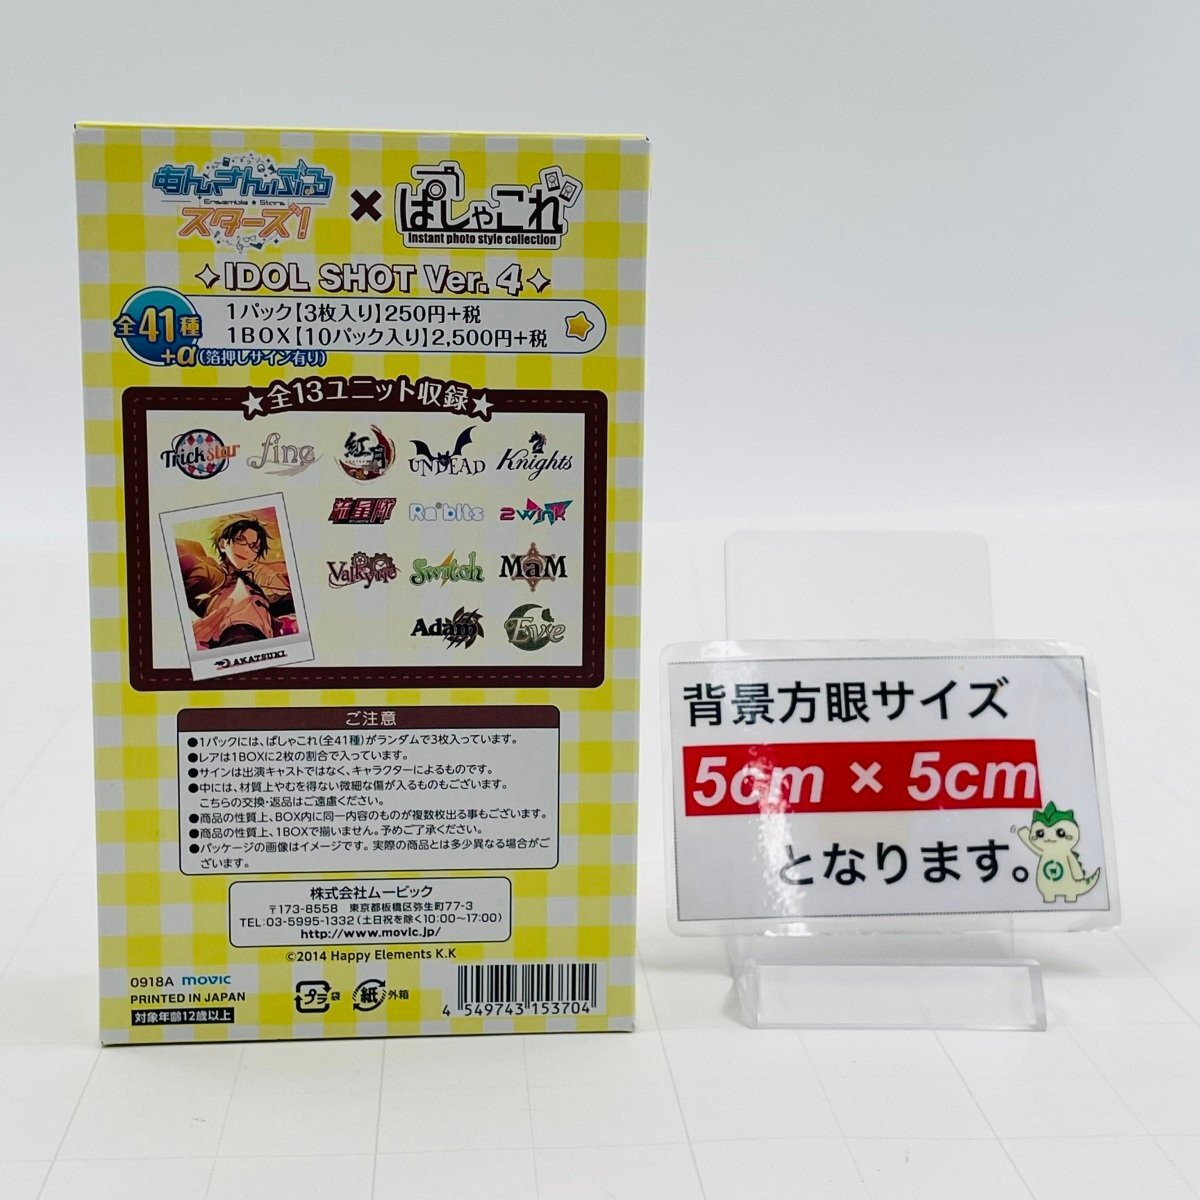 あんさんぶる
Ensemble ★ Stars
スターズ!
×
ぱしゃこれ
Instant photo style collection
IDOL SHOT Ver. 4
全41種
+α(箔押しサイン有り)
1パック【3枚入り】250円+税
1BOX【10パック入り】2,500円+税
★全13ユニット収録★
Trickstar
fine
紅月
UNDEAD
Knights
流星隊
Ra*bits
2winK
Valkyrie
Switch
MaM
Adam
Eve
AKATSUKI
ご注意
●1パックには、ぱしゃこれ(全41種)がランダムで3枚入っています。
●レアは1BOXに2枚の割合で入っています。
●サインは出演キャストではなく、キャラクターによるものです。
●中には、材質上やむを得ない微細な傷が入るものもございます。
こちらの交換・返品はご遠慮ください。
●商品の性質上、BOX内に同一内容のものが複数枚出る事もございます。
●商品の性質上、1BOXで揃いません。予めご了承ください。
●パッケージの画像はイメージです。実際の商品とは多少異なる場合がご
ざいます。
株式会社ムービック
〒173-8558 東京都板橋区弥生町77-3
TEL:03-5995-1332(土日祝を除く10:00〜17:00)
http://www.movic.jp/
©2014 Happy Elements K.K
0918A movic
PRINTED IN JAPAN
対象年齢12歳以上
プラ 袋
紙 外箱
4 549743 153704
背景方眼サイズ
5cm × 5cm
となります。